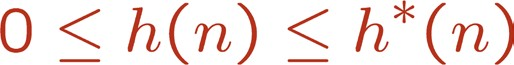 0 ≤ h(n) ≤ h*(n)